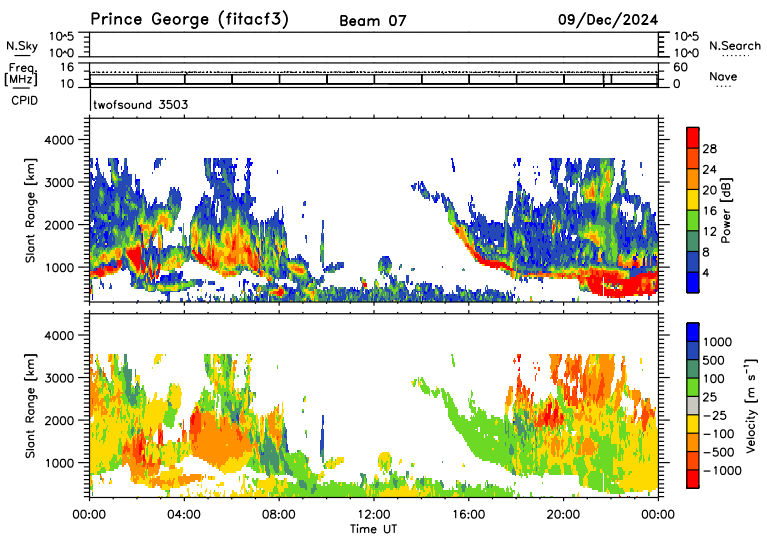 Prince George (fitacf3) Beam 07 09/Dec/2024
N.Sky 10^5 10^0 10^5 10^0 N.Search
Freq. [MHz] 16 10 60 0 Nave
CPID twofsound 3503
Slant Range [km] 4000 3000 2000 1000
28 24 20 16 12 8 4 Power [dB]
Slant Range [km] 4000 3000 2000 1000
1000 500 100 25 −25 −100 −500 −1000 Velocity [m s⁻¹]
00:00 04:00 08:00 12:00 16:00 20:00 00:00
Time UT